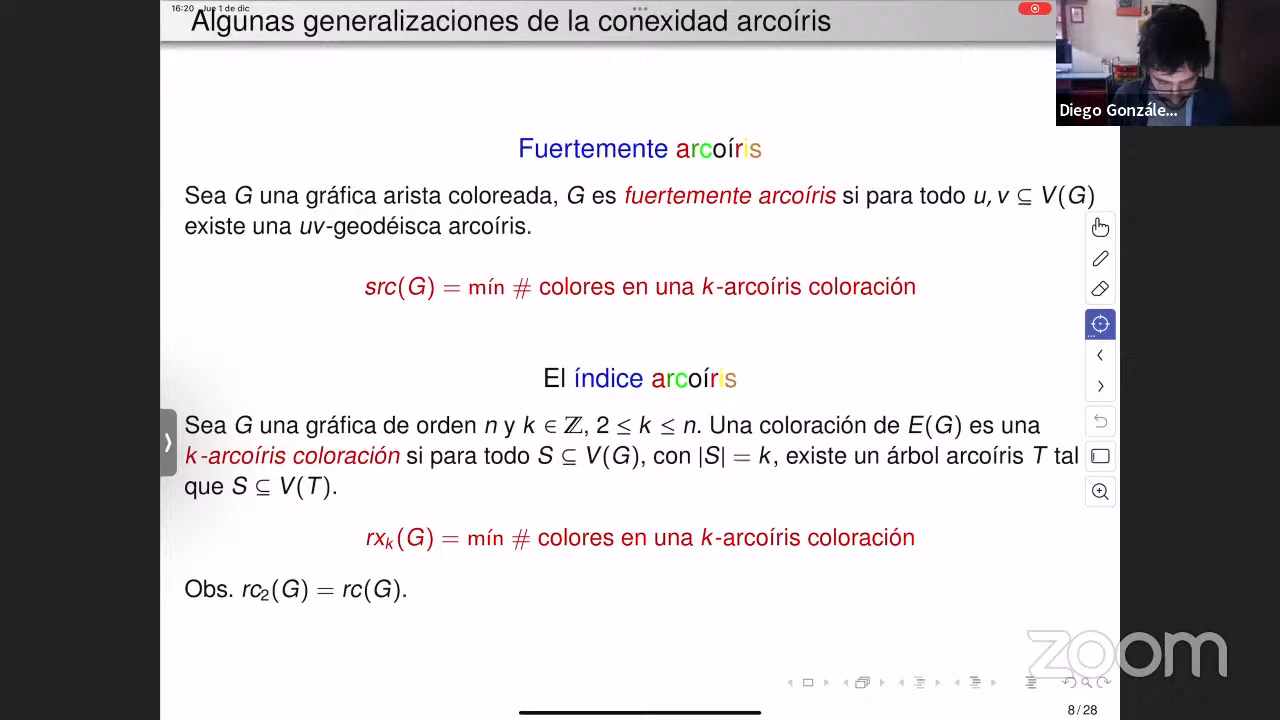 16:20 Jue 1 de dic
Algunas generalizaciones de la conexidad arcoíris
Diego Gonzále...
Fuertemente arcoíris
Sea G una gráfica arista coloreada, G es fuertemente arcoíris si para todo u, v ⊆ V(G)
existe una uv-geodéisca arcoíris.
src(G) = mín # colores en una k-arcoíris coloración
El índice arcoíris
Sea G una gráfica de orden n y k ∈ ℤ, 2 ≤ k ≤ n. Una coloración de E(G) es una
k-arcoíris coloración si para todo S ⊆ V(G), con |S| = k, existe un árbol arcoíris T tal
que S ⊆ V(T).
rxₖ(G) = mín # colores en una k-arcoíris coloración
Obs. rc₂(G) = rc(G).
zoom
8 / 28